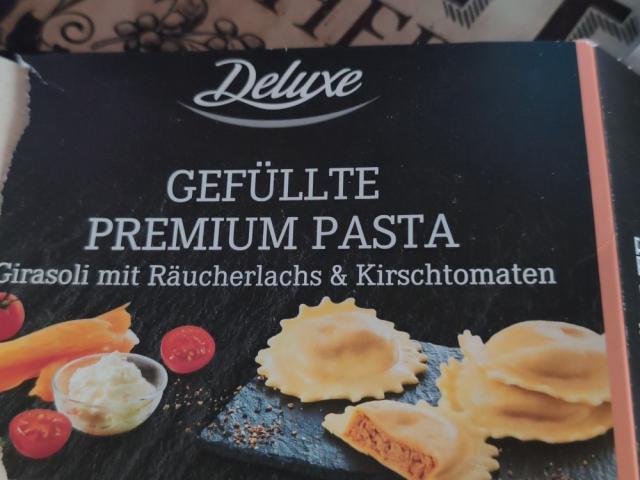 Deluxe
GEFÜLLTE
PREMIUM PASTA
Girasoli mit Räucherlachs & Kirschtomaten